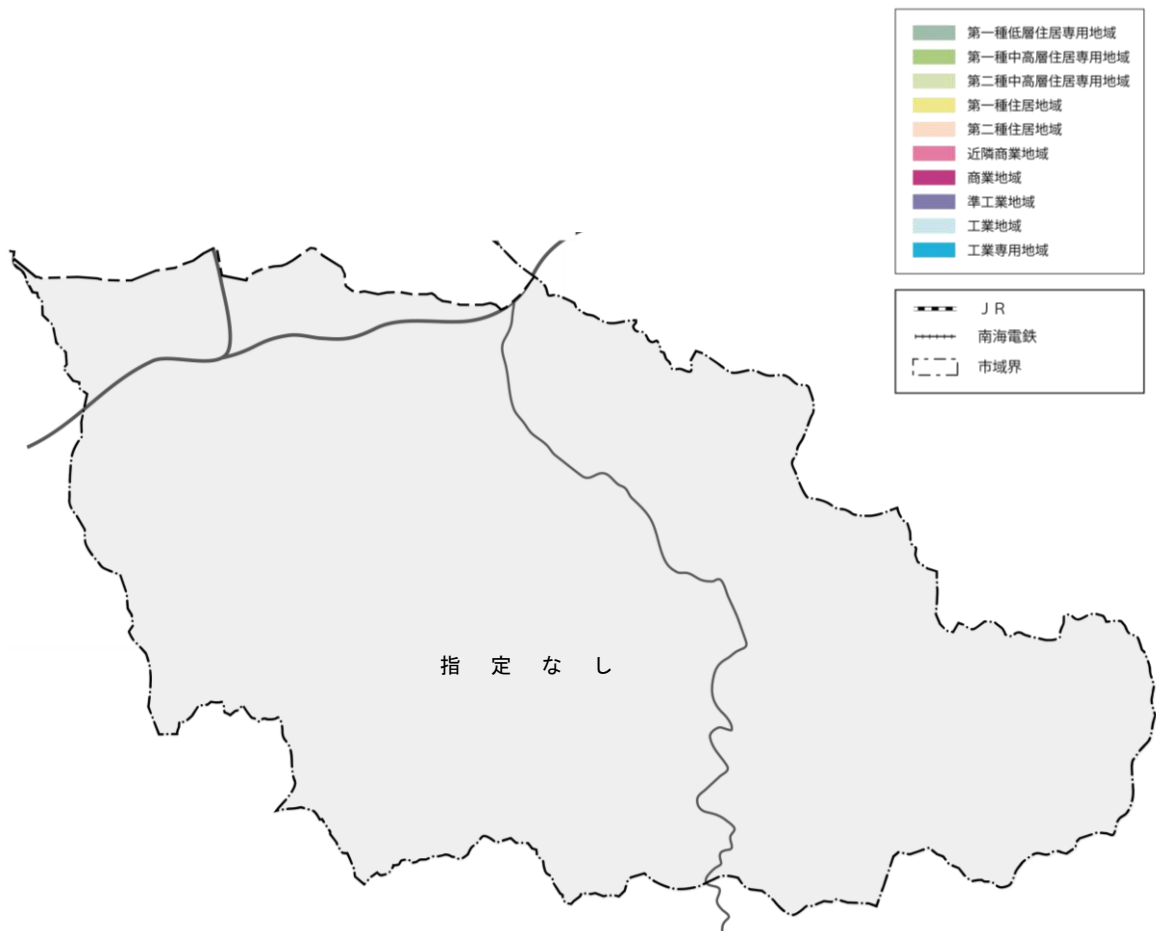 第一種低層住居専用地域
第一種中高層住居専用地域
第二種中高層住居専用地域
第一種住居地域
第二種住居地域
近隣商業地域
商業地域
準工業地域
工業地域
工業専用地域
ＪＲ
南海電鉄
市域界
指 定 な し